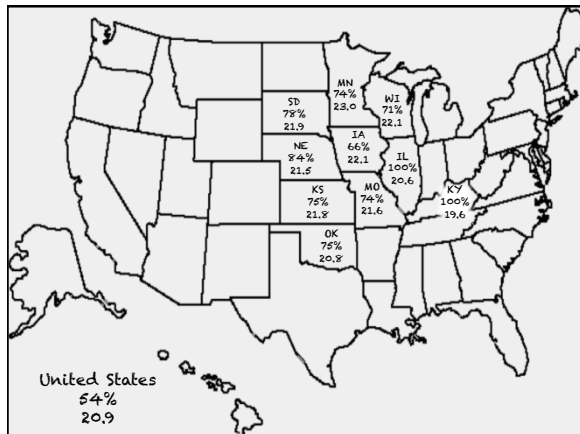 MN
74%
23.0
WI
71%
22.1
SD
78%
21.9
IA
66%
22.1
NE
84%
21.5
IL
100%
20.6
KS
75%
21.8
MO
74%
21.6
KY
100%
19.6
OK
75%
20.8
United States
54%
20.9